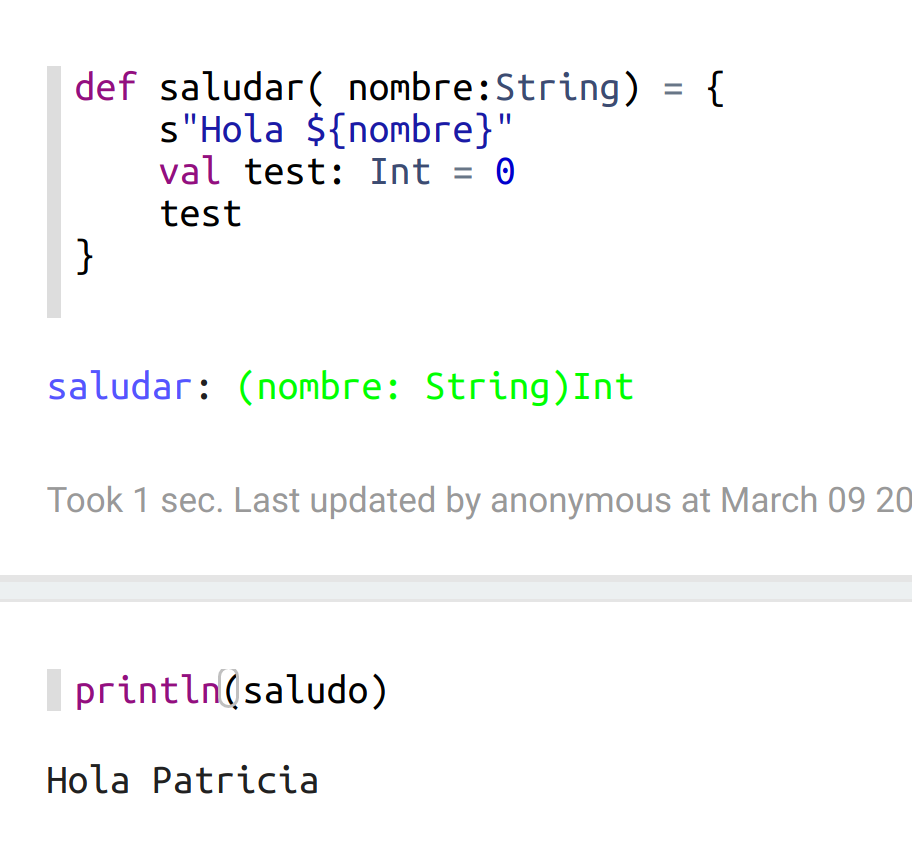 def saludar( nombre:String) = {
    s"Hola ${nombre}"
    val test: Int = 0
    test
}
saludar: (nombre: String)Int
Took 1 sec. Last updated by anonymous at March 09 20
println(saludo)
Hola Patricia